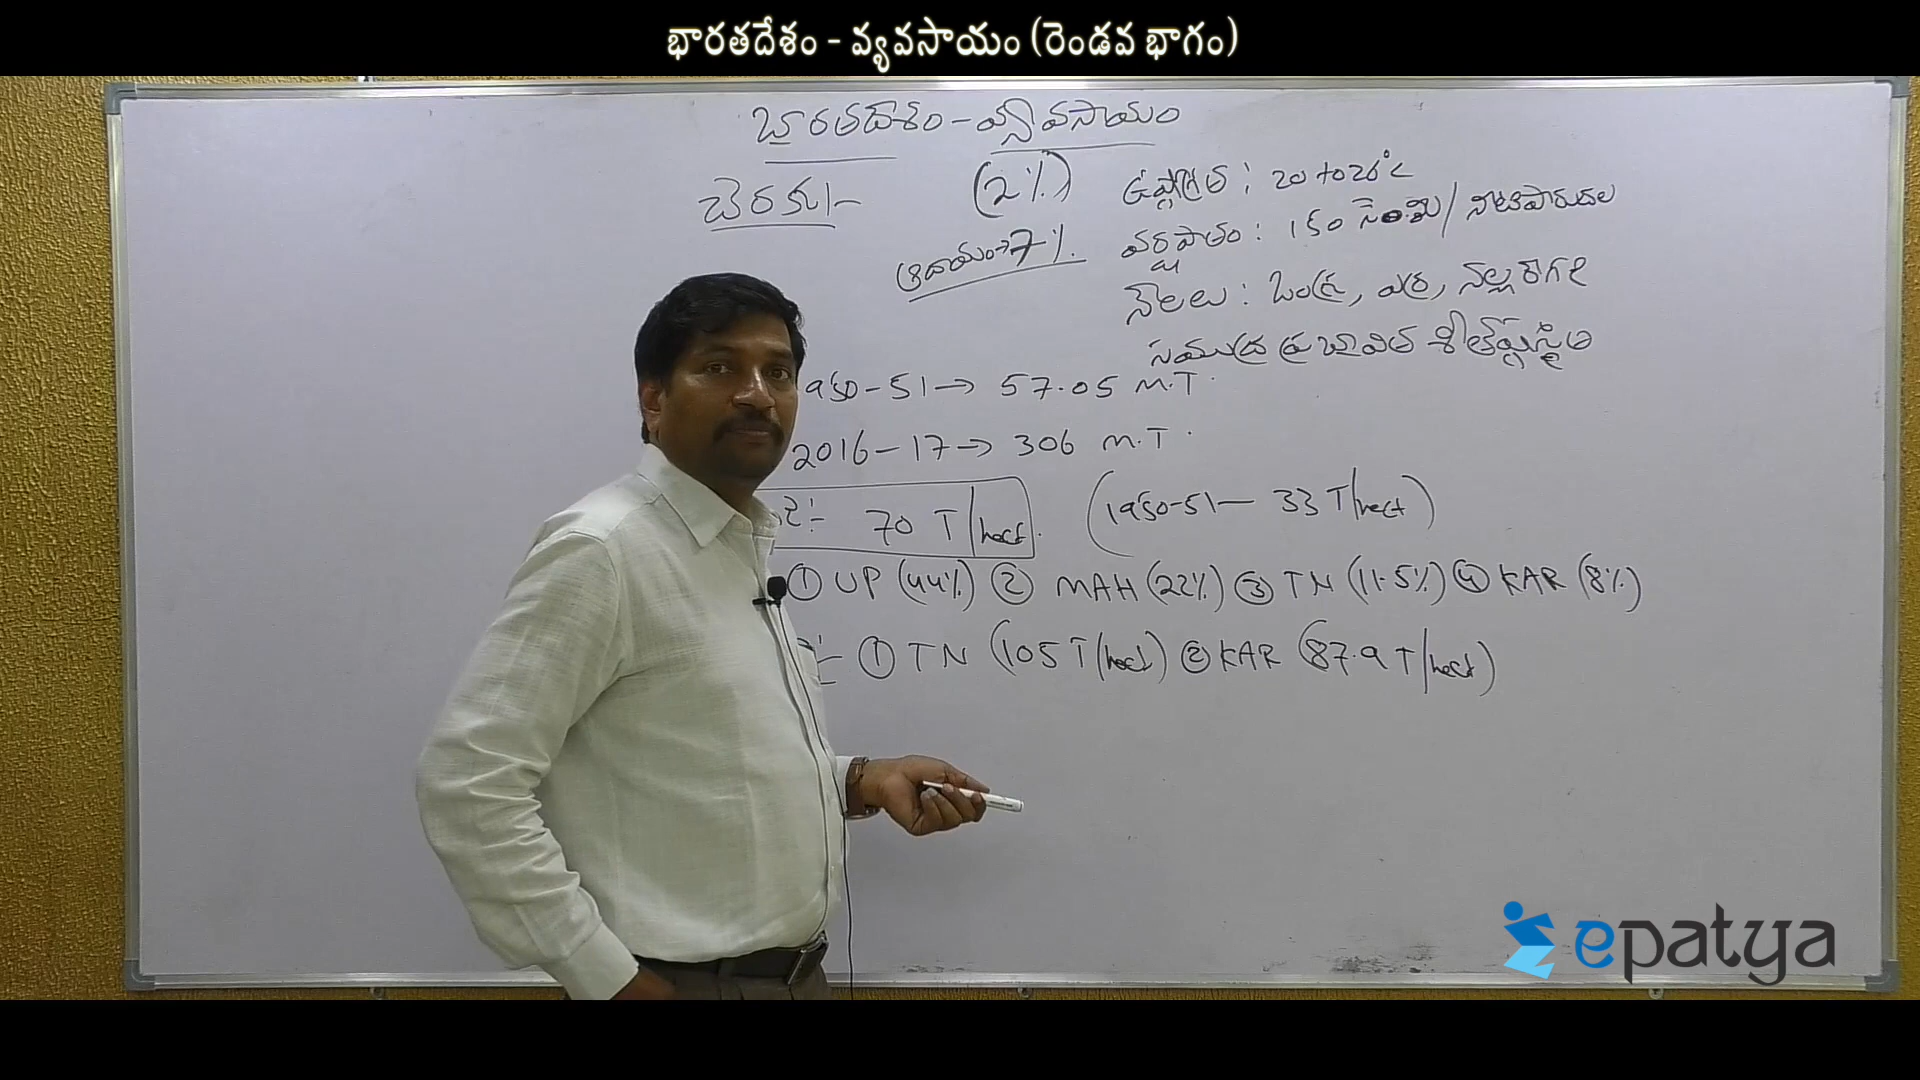 భారతదేశం - వ్యవసాయం (రెండవ భాగం)
భారతదేశం - వ్యవసాయం
చెరకు :-
(2%)
ఆదాయం → 7%.
ఉష్ణోగ్రత : 20 to 26°C
వర్షపాతం : 150 సెం.మీ / నీటిపారుదల
నేలలు : ఒండ్రు, ఎర్ర, నల్లరేగడి
సముద్ర ప్రభావిత శీతోష్ణస్థితి
950-51 → 57.05 M.T.
2016-17 → 306 M.T.
70 T/hect. (1950-51 - 33 T/hect)
① UP (44%) ② MAH (22%) ③ TN (11.5%) ④ KAR (8%)
:- ① TN (105 T/hect) ② KAR (87.9 T/hect)
epatya